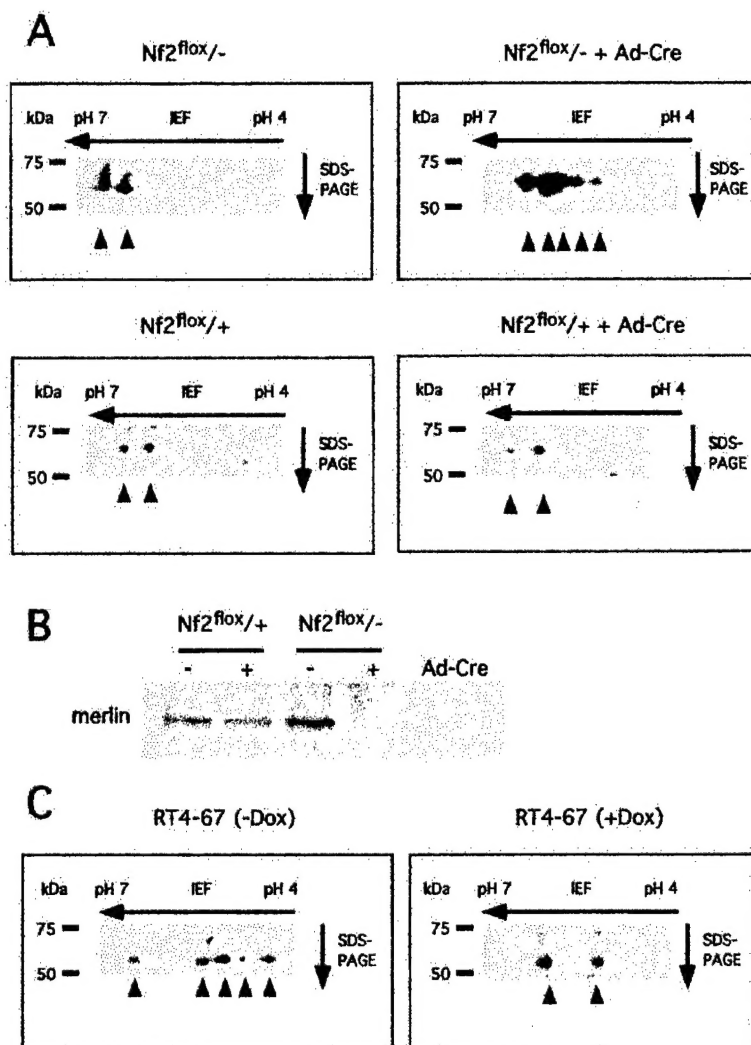 A
Nf2flox/-
Nf2flox/- + Ad-Cre
kDa pH 7 IEF pH 4
75
50
SDS-
PAGE
kDa pH 7 IEF pH 4
75
50
SDS-
PAGE
Nf2flox/+
Nf2flox/+ + Ad-Cre
kDa pH 7 IEF pH 4
75
50
SDS-
PAGE
kDa pH 7 IEF pH 4
75
50
SDS-
PAGE
B
Nf2flox/+ Nf2flox/-
- + - + Ad-Cre
merlin
C
RT4-67 (-Dox)
RT4-67 (+Dox)
kDa pH 7 IEF pH 4
75
50
SDS-
PAGE
kDa pH 7 IEF pH 4
75
50
SDS-
PAGE